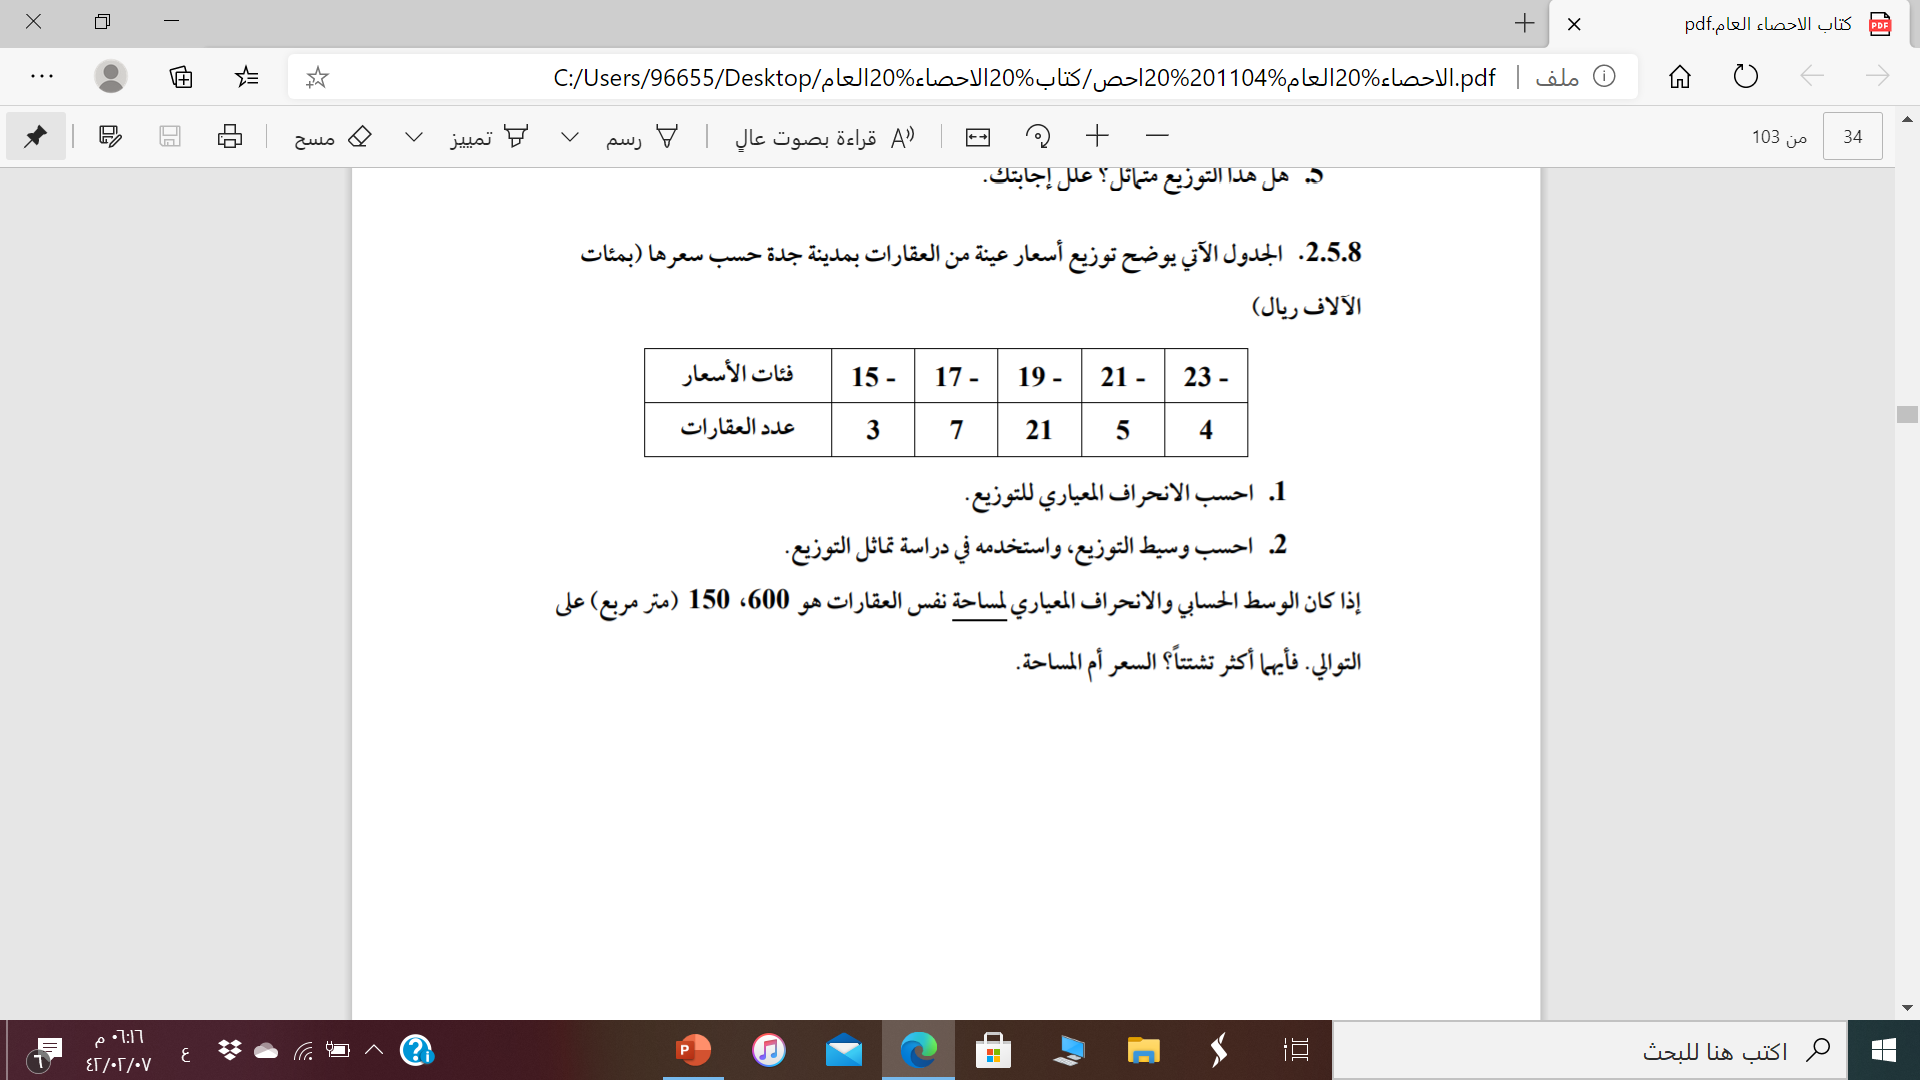 كتاب الاحصاء العام.pdf
ملف | C:/Users/96655/Desktop/كتاب%20الاحصاء%20العام/احص%201104%20الاحصاء%20العام.pdf
34 من 103
قراءة بصوت عالٍ
رسم
تمييز
مسح
5. هل هذا التوزيع متماثل؟ علل إجابتك.
2.5.8. الجدول الآتي يوضح توزيع أسعار عينة من العقارات بمدينة جدة حسب سعرها (بمئات
الآلاف ريال)
فئات الأسعار 15 - 17 - 19 - 21 - 23 -
عدد العقارات 3 7 21 5 4
1. احسب الانحراف المعياري للتوزيع.
2. احسب وسيط التوزيع، واستخدمه في دراسة تماثل التوزيع.
إذا كان الوسط الحسابي والانحراف المعياري لمساحة نفس العقارات هو 600، 150 (متر مربع) على
التوالي. فأيهما أكثر تشتتاً؟ السعر أم المساحة.
اكتب هنا للبحث
ع
٠٦:١٦ م
٤٢/٠٢/٠٧
٦